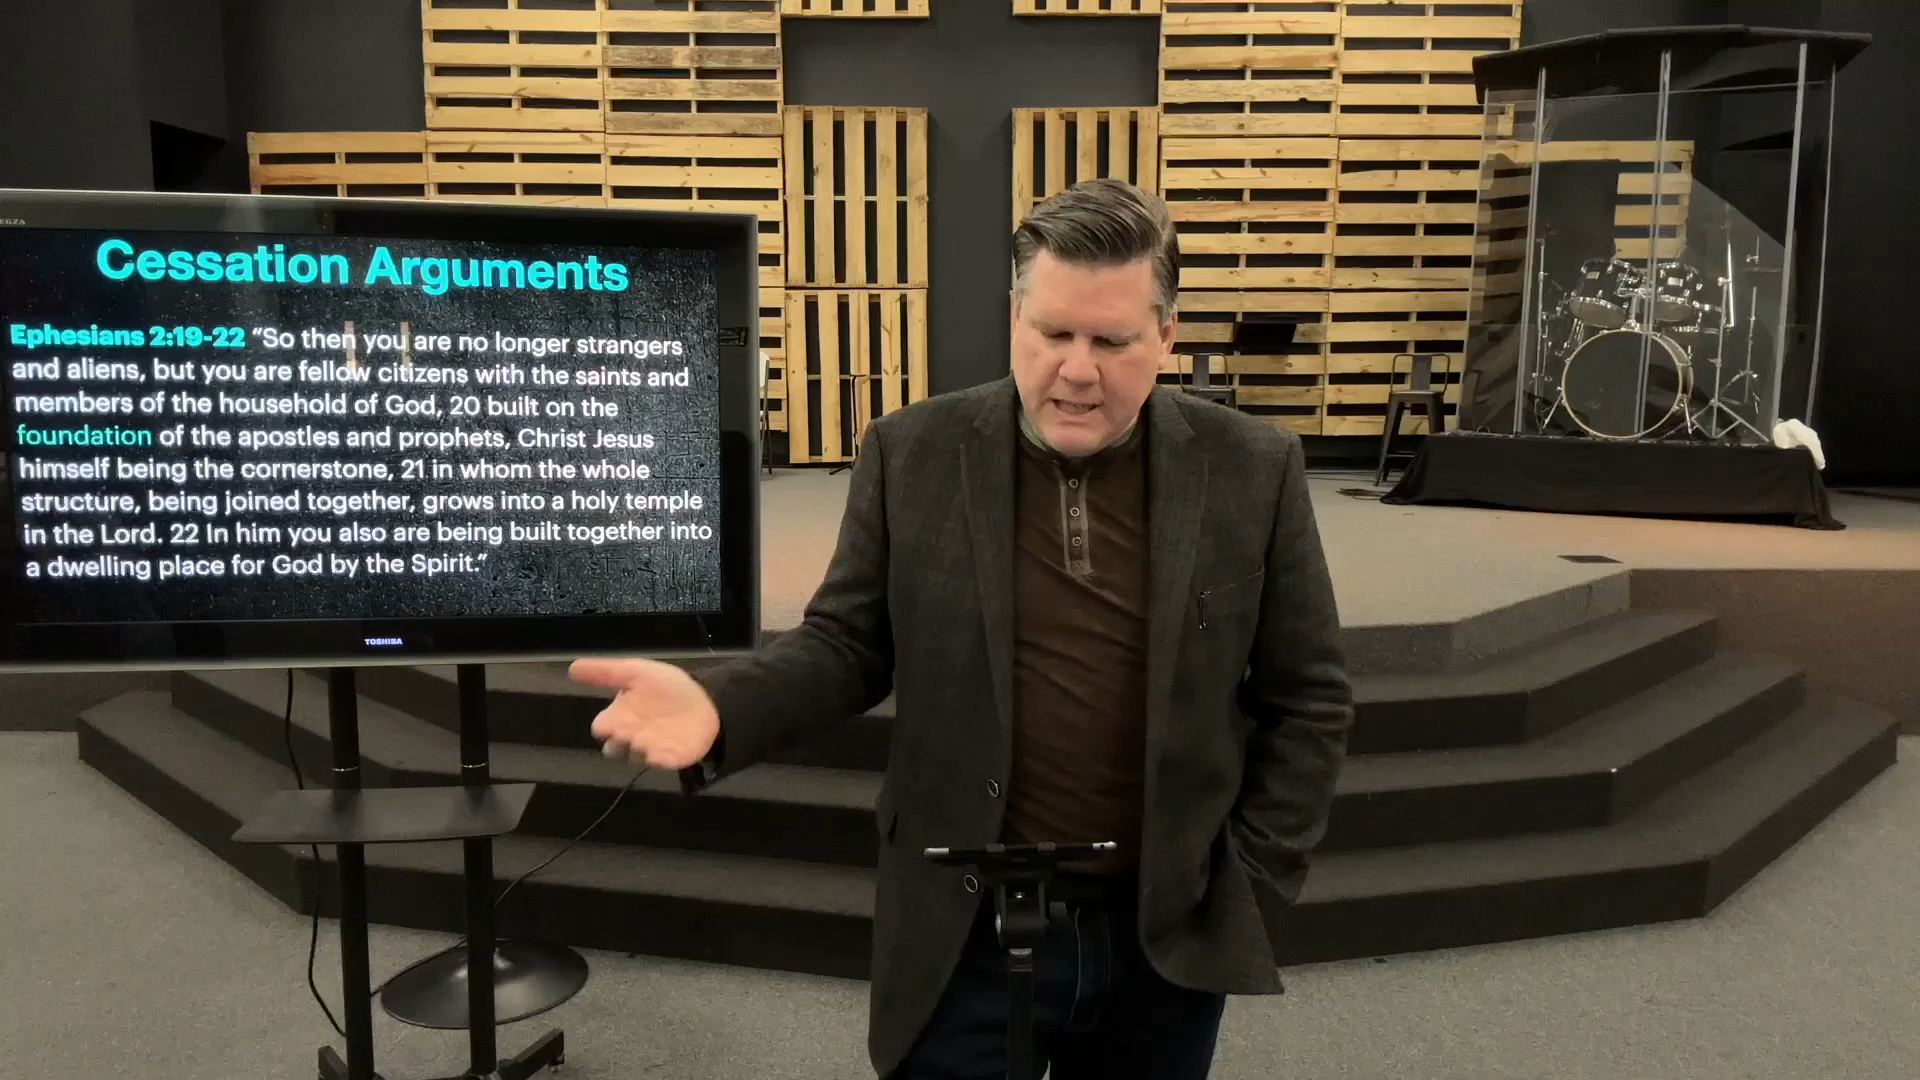 EGZA
Cessation Arguments
Ephesians 2:19-22 “So then you are no longer strangers
and aliens, but you are fellow citizens with the saints and
members of the household of God, 20 built on the
foundation of the apostles and prophets, Christ Jesus
himself being the cornerstone, 21 in whom the whole
structure, being joined together, grows into a holy temple
in the Lord. 22 In him you also are being built together into
a dwelling place for God by the Spirit.”
TOSHIBA